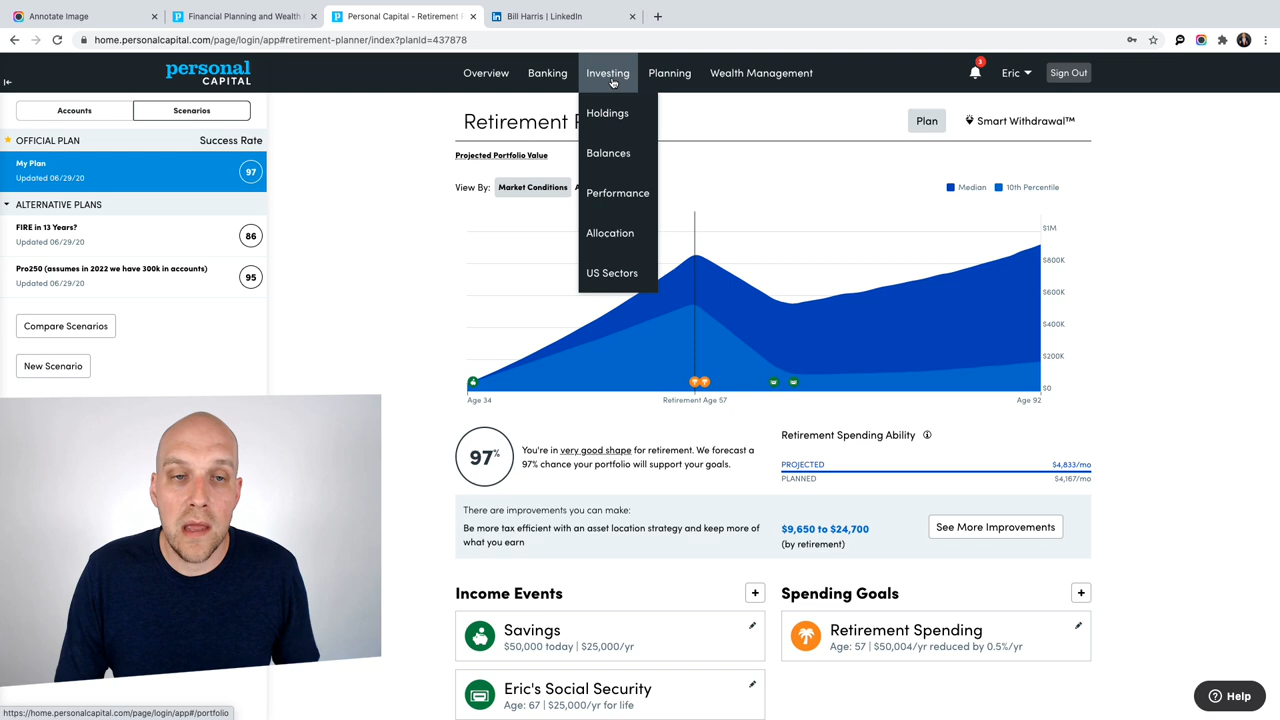 Annotate Image
Financial Planning and Wealth
Personal Capital - Retirement
Bill Harris | LinkedIn
home.personalcapital.com/page/login/app#retirement-planner/index?planId=437878
personal
CAPITAL
Overview
Banking
Investing
Planning
Wealth Management
3
Eric
Sign Out
Accounts
Scenarios
OFFICIAL PLAN
Success Rate
My Plan
Updated 06/29/20
97
ALTERNATIVE PLANS
FIRE in 13 Years?
Updated 06/29/20
86
Pro250 (assumes in 2022 we have 300k in accounts)
Updated 06/29/20
95
Compare Scenarios
New Scenario
Holdings
Balances
Performance
Allocation
US Sectors
Retirement
Plan
Smart Withdrawal™
Projected Portfolio Value
View By:
Market Conditions
Median
10th Percentile
$1M
$800K
$600K
$400K
$200K
$0
Age 34
Retirement Age 57
Age 92
97%
You're in very good shape for retirement. We forecast a
97% chance your portfolio will support your goals.
Retirement Spending Ability
PROJECTED
$4,833/mo
PLANNED
$4,167/mo
There are improvements you can make:
Be more tax efficient with an asset location strategy and keep more of
what you earn
$9,650 to $24,700
(by retirement)
See More Improvements
Income Events
+
Savings
$50,000 today | $25,000/yr
Eric's Social Security
Age: 67 | $25,000/yr for life
Spending Goals
+
Retirement Spending
Age: 57 | $50,004/yr reduced by 0.5%/yr
Help
https://home.personalcapital.com/page/login/app#/portfolio